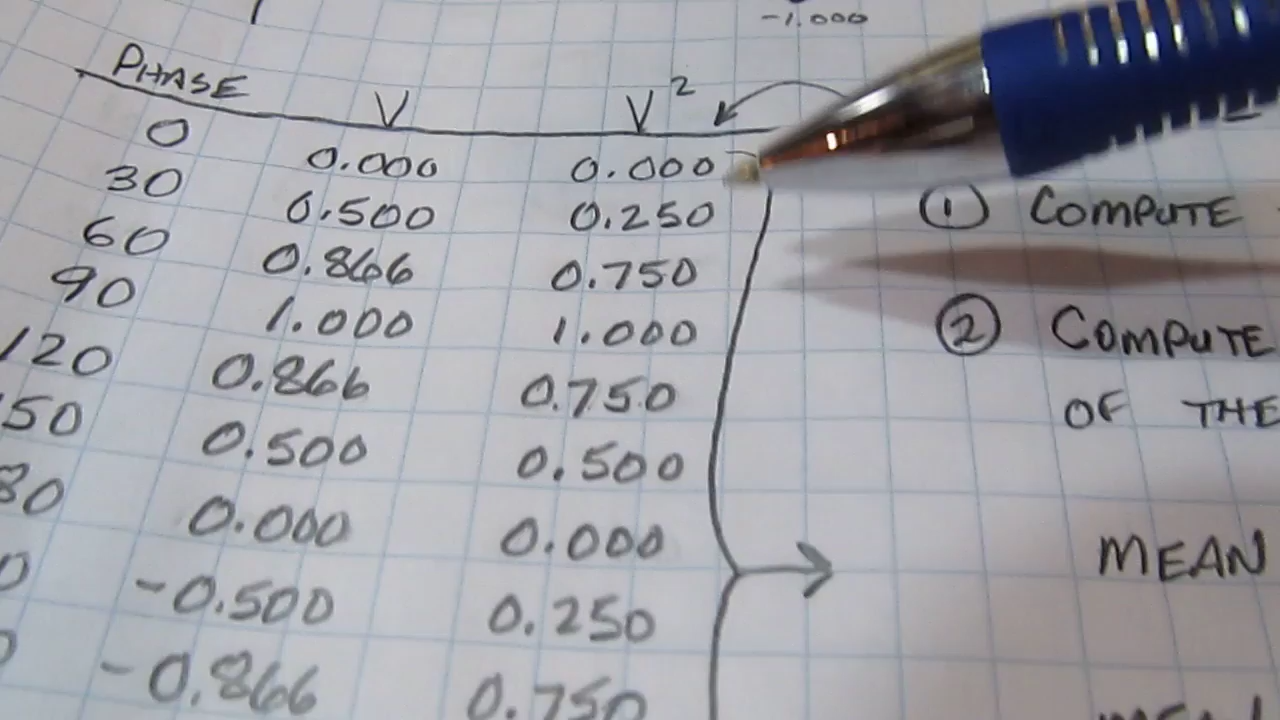 -1.000
PHASE V V²
0 0.000 0.000
30 0.500 0.250
60 0.866 0.750
90 1.000 1.000
120 0.866 0.750
50 0.500 0.500
80 0.000 0.000
0 -0.500 0.250
-0.866 0.750
① COMPUTE
② COMPUTE
OF THE
MEAN